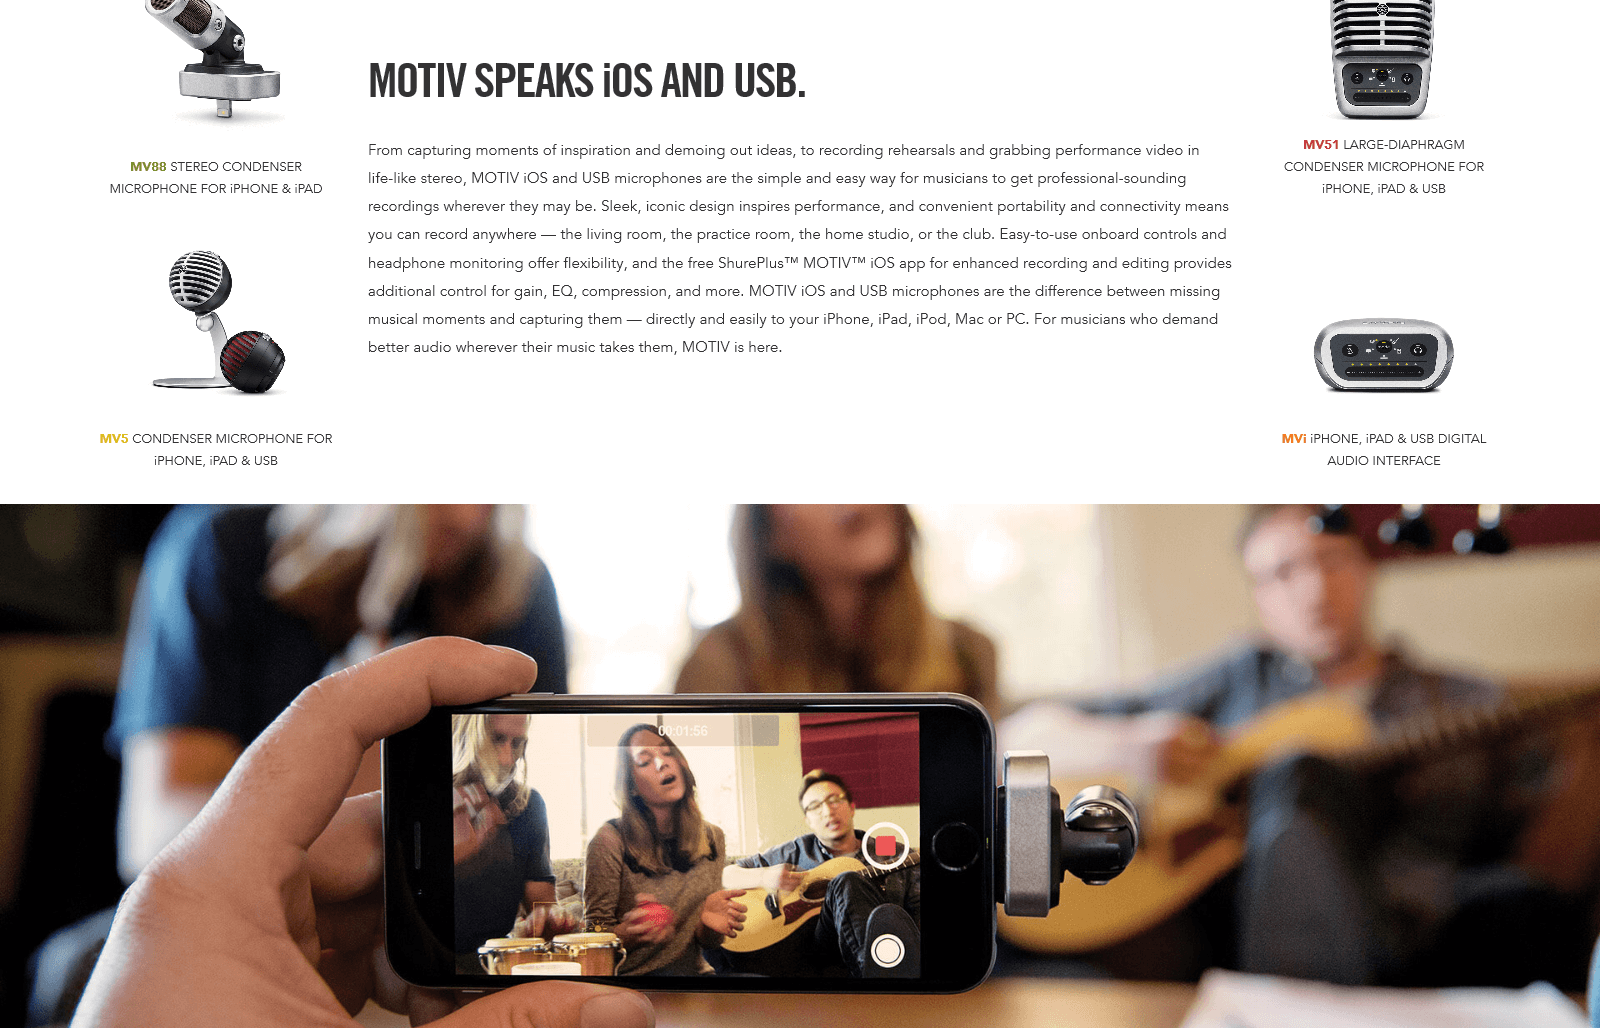 MOTIV SPEAKS iOS AND USB.
From capturing moments of inspiration and demoing out ideas, to recording rehearsals and grabbing performance video in
life-like stereo, MOTIV iOS and USB microphones are the simple and easy way for musicians to get professional-sounding
recordings wherever they may be. Sleek, iconic design inspires performance, and convenient portability and connectivity means
you can record anywhere — the living room, the practice room, the home studio, or the club. Easy-to-use onboard controls and
headphone monitoring offer flexibility, and the free ShurePlus™ MOTIV™ iOS app for enhanced recording and editing provides
additional control for gain, EQ, compression, and more. MOTIV iOS and USB microphones are the difference between missing
musical moments and capturing them — directly and easily to your iPhone, iPad, iPod, Mac or PC. For musicians who demand
better audio wherever their music takes them, MOTIV is here.
MV88 STEREO CONDENSER
MICROPHONE FOR iPHONE & iPAD
MV5 CONDENSER MICROPHONE FOR
iPHONE, iPAD & USB
MV51 LARGE-DIAPHRAGM
CONDENSER MICROPHONE FOR
iPHONE, iPAD & USB
MVi iPHONE, iPAD & USB DIGITAL
AUDIO INTERFACE
00:01:56